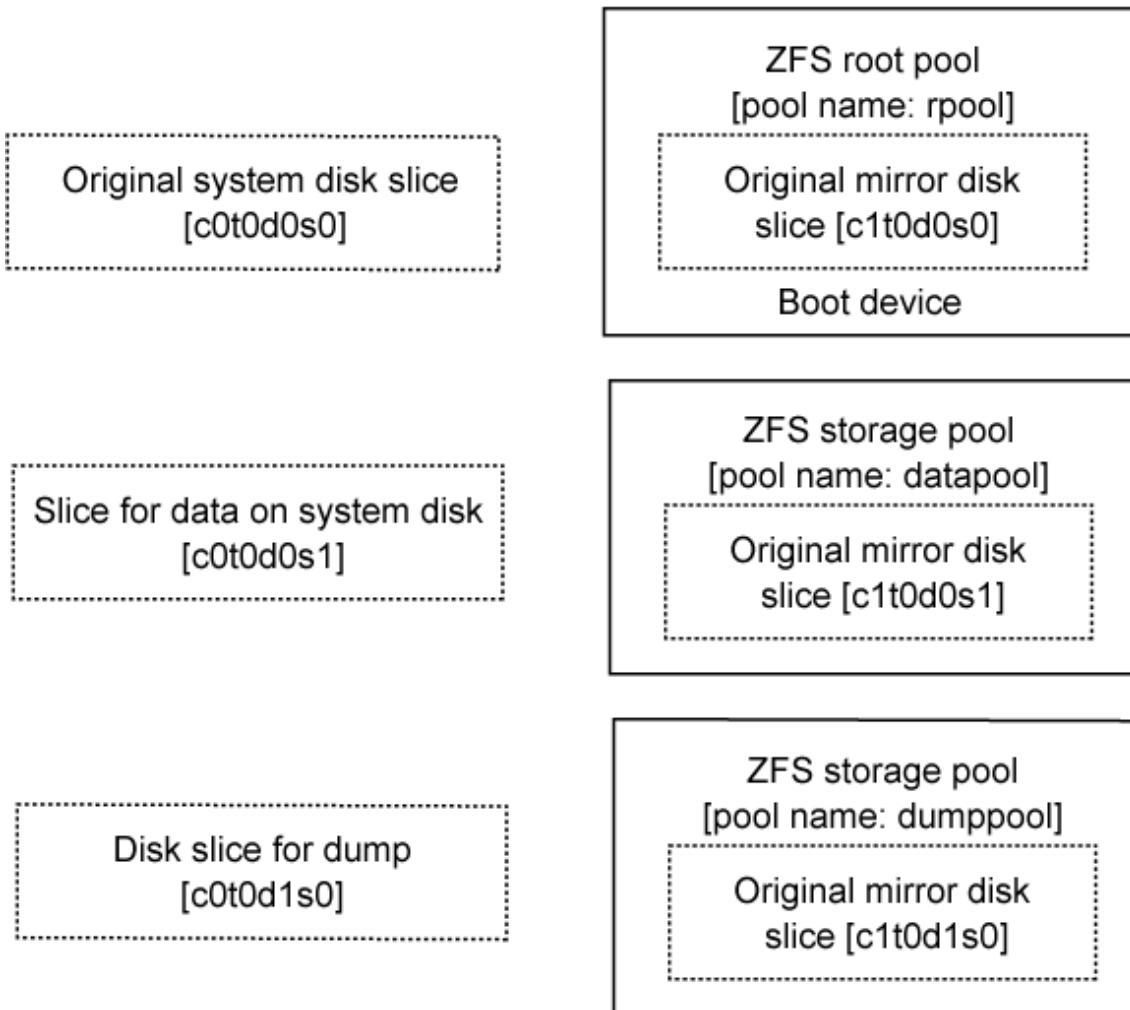 ZFS root pool
[pool name: rpool]
Original system disk slice
[c0t0d0s0]
Original mirror disk
slice [c1t0d0s0]
Boot device
ZFS storage pool
[pool name: datapool]
Slice for data on system disk
[c0t0d0s1]
Original mirror disk
slice [c1t0d0s1]
ZFS storage pool
[pool name: dumppool]
Disk slice for dump
[c0t0d1s0]
Original mirror disk
slice [c1t0d1s0]